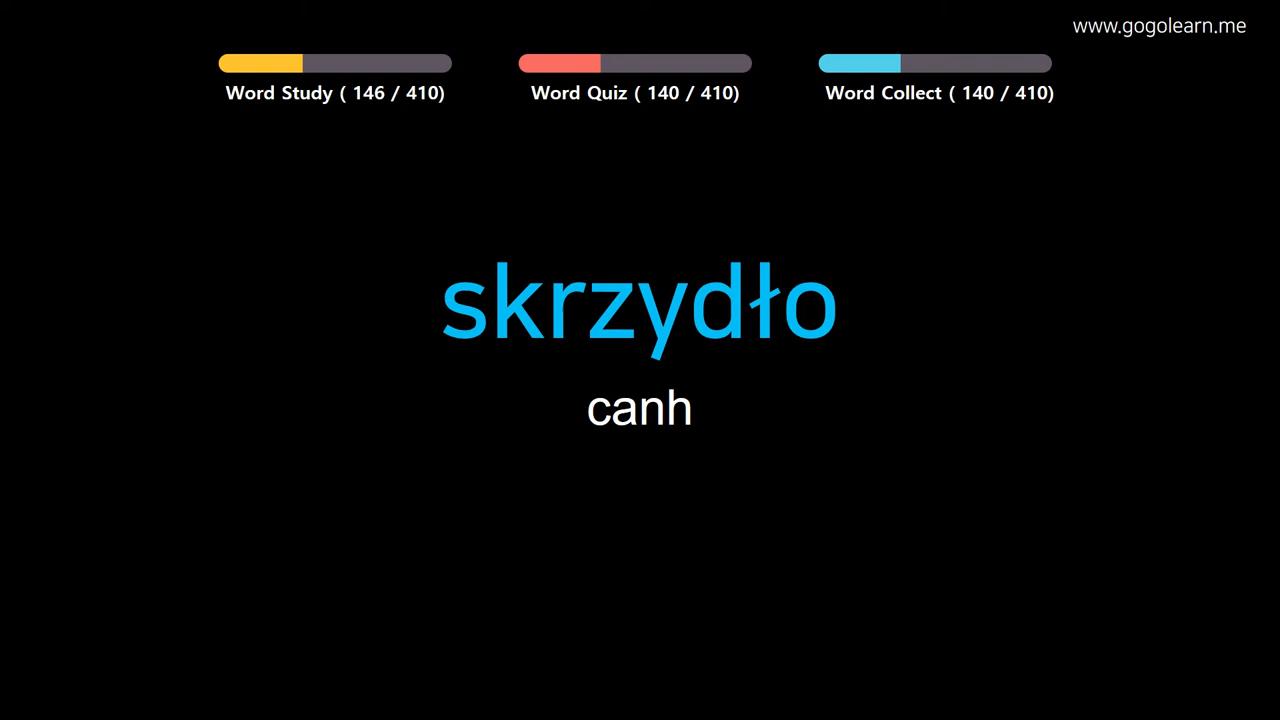 www.gogolearn.me
Word Study ( 146 / 410)
Word Quiz ( 140 / 410)
Word Collect ( 140 / 410)
skrzydło
canh